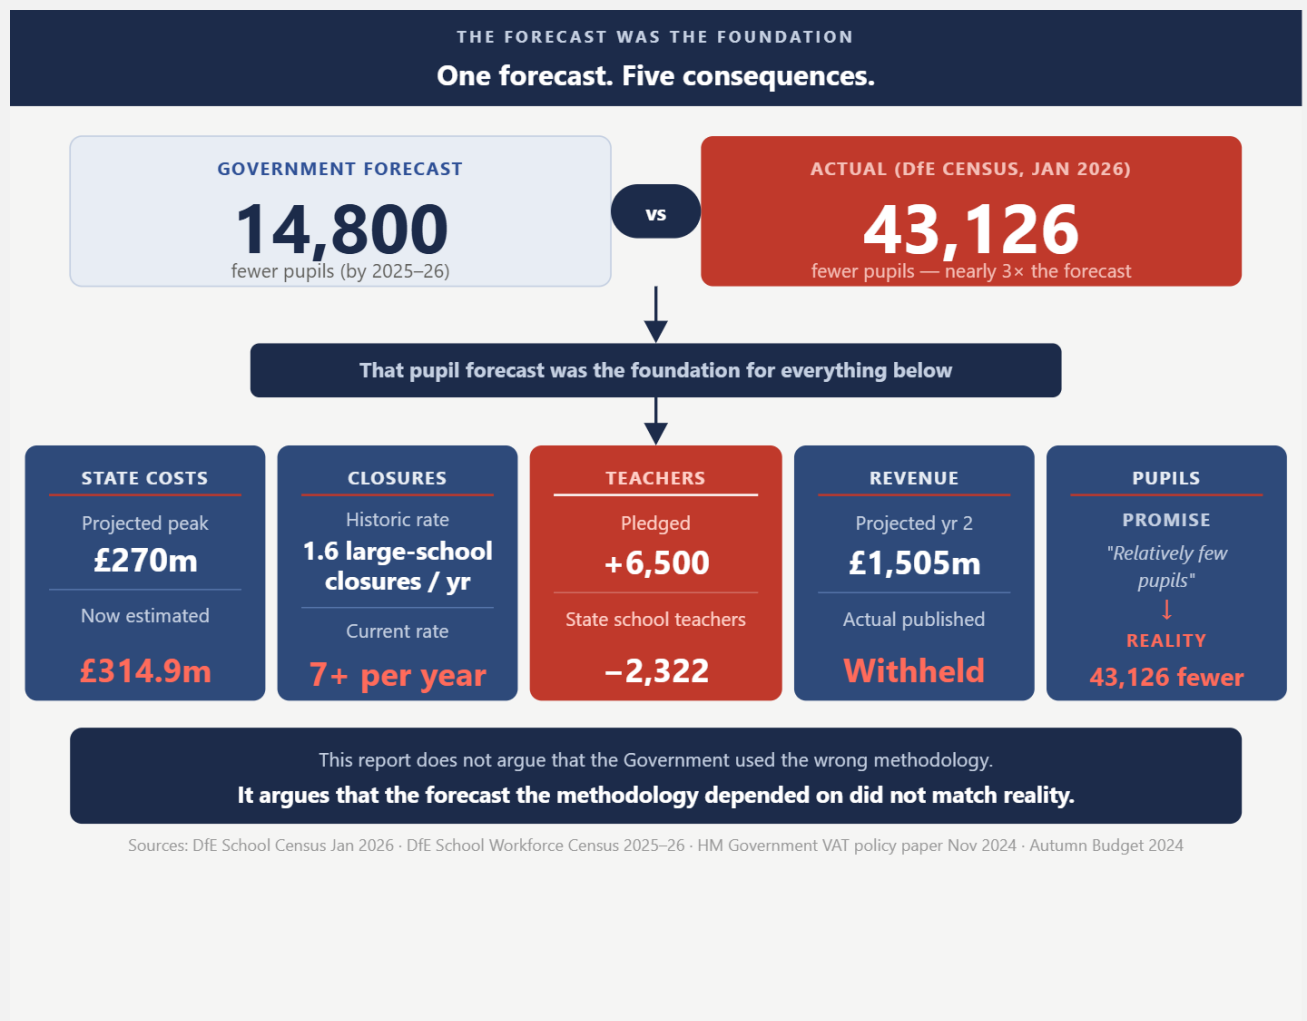 THE FORECAST WAS THE FOUNDATION
One forecast. Five consequences.
GOVERNMENT FORECAST
14,800
fewer pupils (by 2025–26)
vs
ACTUAL (DfE CENSUS, JAN 2026)
43,126
fewer pupils — nearly 3× the forecast
That pupil forecast was the foundation for everything below
STATE COSTS
Projected peak
£270m
Now estimated
£314.9m
CLOSURES
Historic rate
1.6 large-school
closures / yr
Current rate
7+ per year
TEACHERS
Pledged
+6,500
State school teachers
−2,322
REVENUE
Projected yr 2
£1,505m
Actual published
Withheld
PUPILS
PROMISE
"Relatively few
pupils"
↓
REALITY
43,126 fewer
This report does not argue that the Government used the wrong methodology.
It argues that the forecast the methodology depended on did not match reality.
Sources: DfE School Census Jan 2026 · DfE School Workforce Census 2025–26 · HM Government VAT policy paper Nov 2024 · Autumn Budget 2024